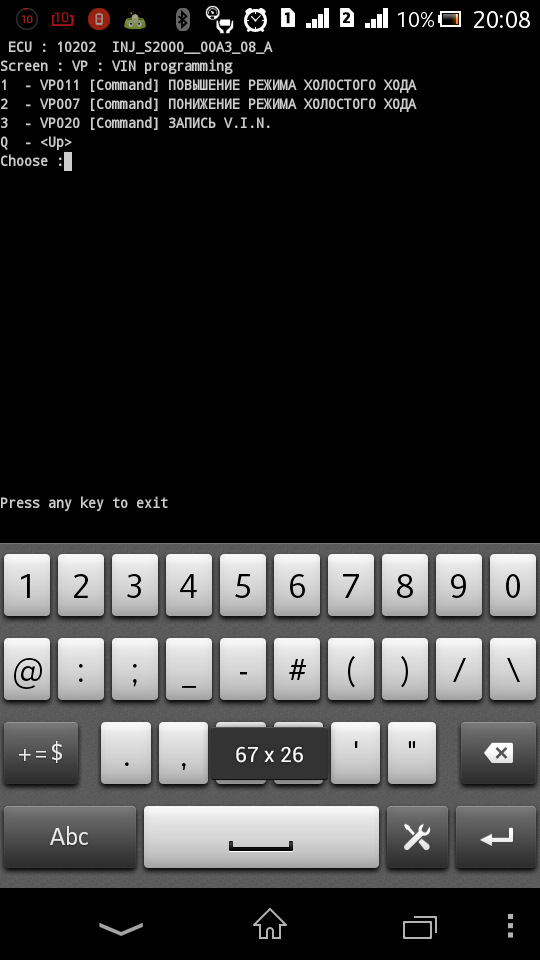 10 10 8 1 2 10% 20:08
ECU : 10202 INJ_S2000__00A3_08_A
Screen : VP : VIN programming
1 - VP011 [Command] ПОВЫШЕНИЕ РЕЖИМА ХОЛОСТОГО ХОДА
2 - VP007 [Command] ПОНИЖЕНИЕ РЕЖИМА ХОЛОСТОГО ХОДА
3 - VP020 [Command] ЗАПИСЬ V.I.N.
Q - <Up>
Choose :
Press any key to exit
1 2 3 4 5 6 7 8 9 0
@ : ; _ - # ( ) / \
+=$ . , 67 x 26 ' "
Abc